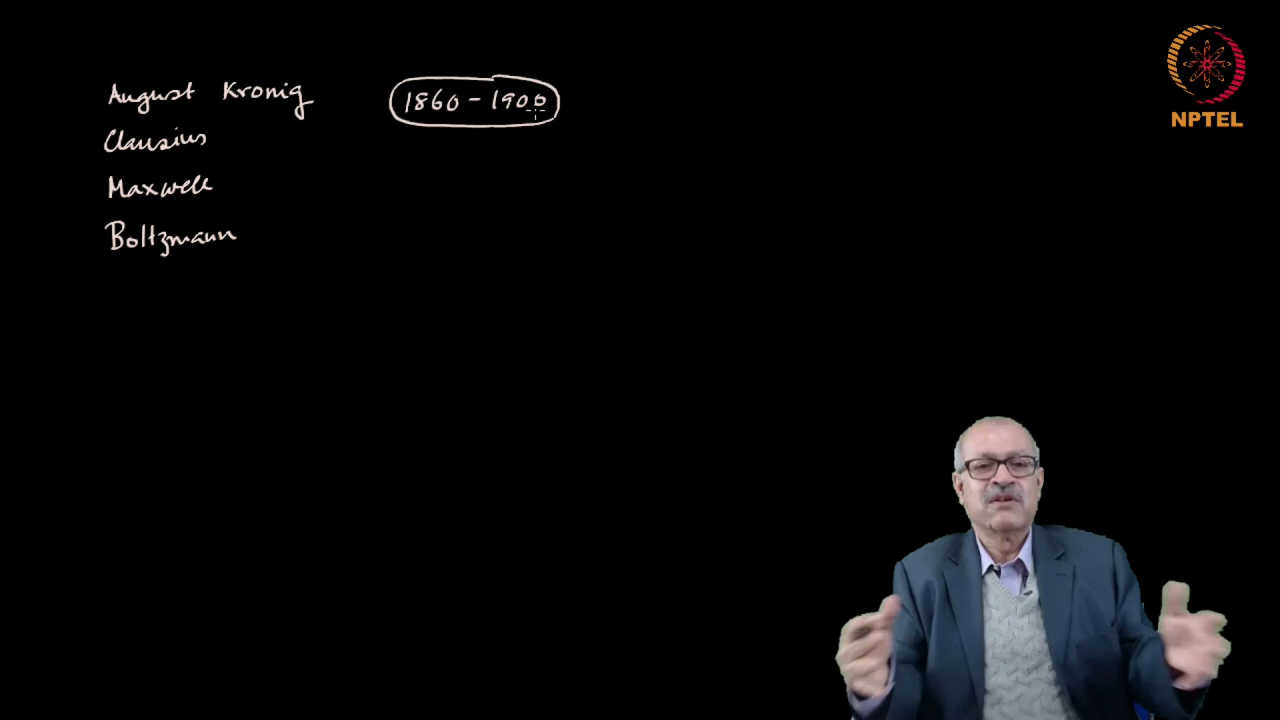 August Kronig 1860 - 1900
Clausius
Maxwell
Boltzmann
NPTEL